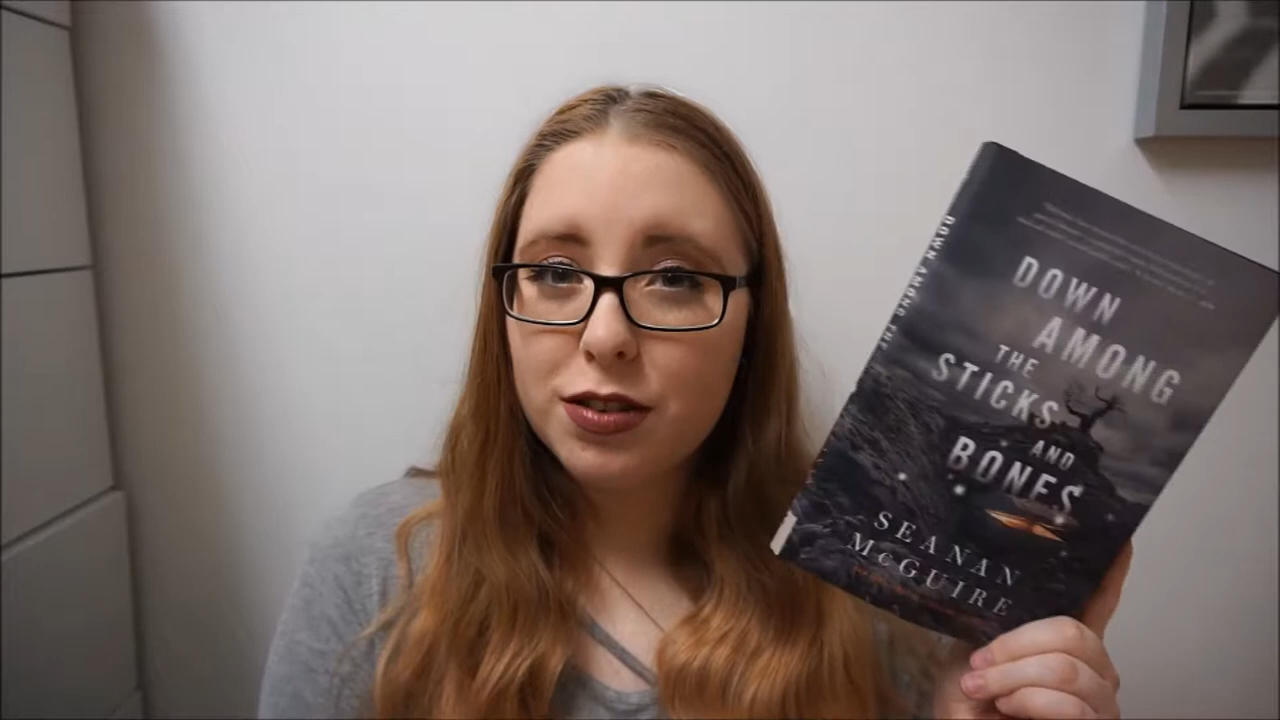 DOWN
AMONG
THE
STICKS
AND
BONES
SEANAN
McGUIRE
DOWN AMONG THE